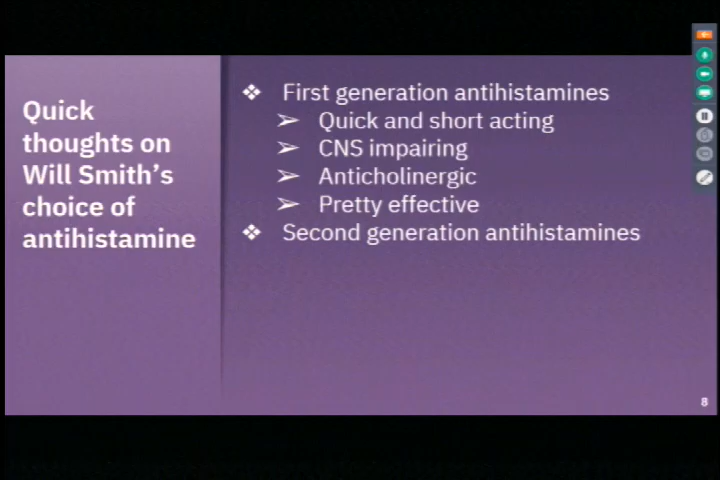 Quick
thoughts on
Will Smith's
choice of
antihistamine
❖ First generation antihistamines
➢ Quick and short acting
➢ CNS impairing
➢ Anticholinergic
➢ Pretty effective
❖ Second generation antihistamines
8